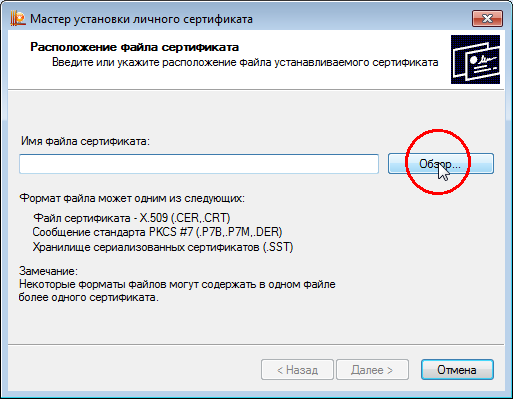 Мастер установки личного сертификата
Расположение файла сертификата
Введите или укажите расположение файла устанавливаемого сертификата
Имя файла сертификата:
Обзор...
Формат файла может одним из следующих:
Файл сертификата - X.509 (.CER,.CRT)
Сообщение стандарта PKCS #7 (.P7B,.P7M,.DER)
Хранилище сериализованных сертификатов (.SST)
Замечание:
Некоторые форматы файлов могут содержать в одном файле
более одного сертификата.
< Назад
Далее >
Отмена